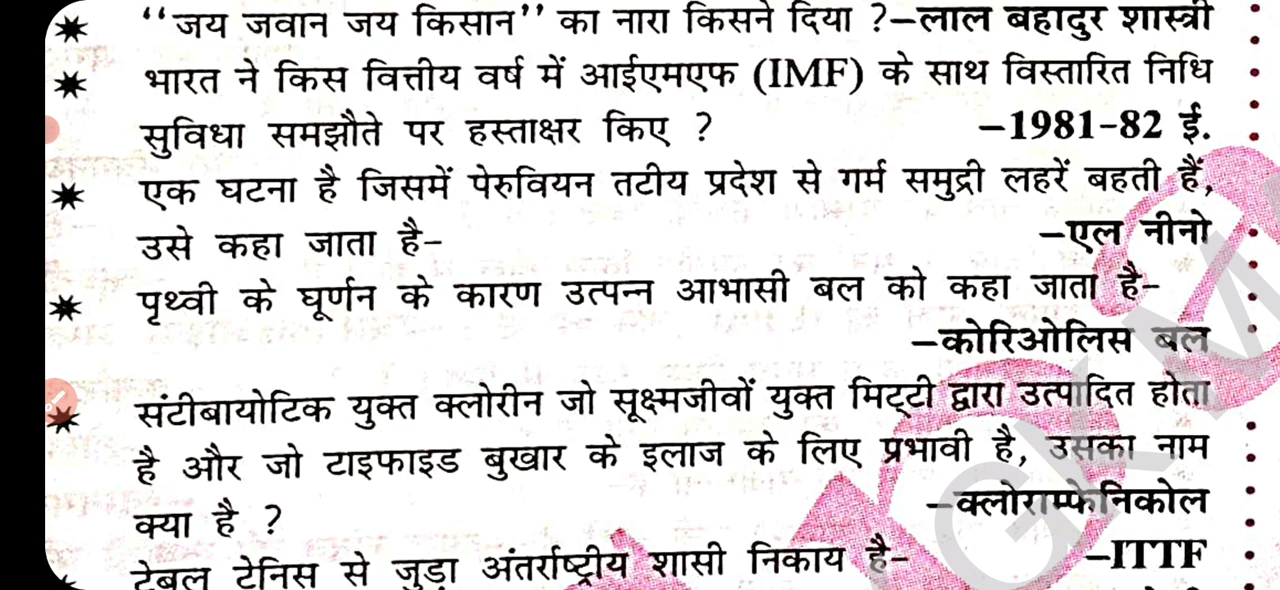 ✷ ‘‘जय जवान जय किसान’’ का नारा किसने दिया ?–लाल बहादुर शास्त्री
✷ भारत ने किस वित्तीय वर्ष में आईएमएफ (IMF) के साथ विस्तारित निधि
सुविधा समझौते पर हस्ताक्षर किए ? –1981-82 ई.
✷ एक घटना है जिसमें पेरुवियन तटीय प्रदेश से गर्म समुद्री लहरें बहती हैं,
उसे कहा जाता है– –एल नीनो
✷ पृथ्वी के घूर्णन के कारण उत्पन्न आभासी बल को कहा जाता है–
–कोरिओलिस बल
✷ संटीबायोटिक युक्त क्लोरीन जो सूक्ष्मजीवों युक्त मिट्टी द्वारा उत्पादित होता
है और जो टाइफाइड बुखार के इलाज के लिए प्रभावी है, उसका नाम
क्या है ? –क्लोराम्फेनिकोल
टेबल टेनिस से जुड़ा अंतर्राष्ट्रीय शासी निकाय है– –ITTF
GK M